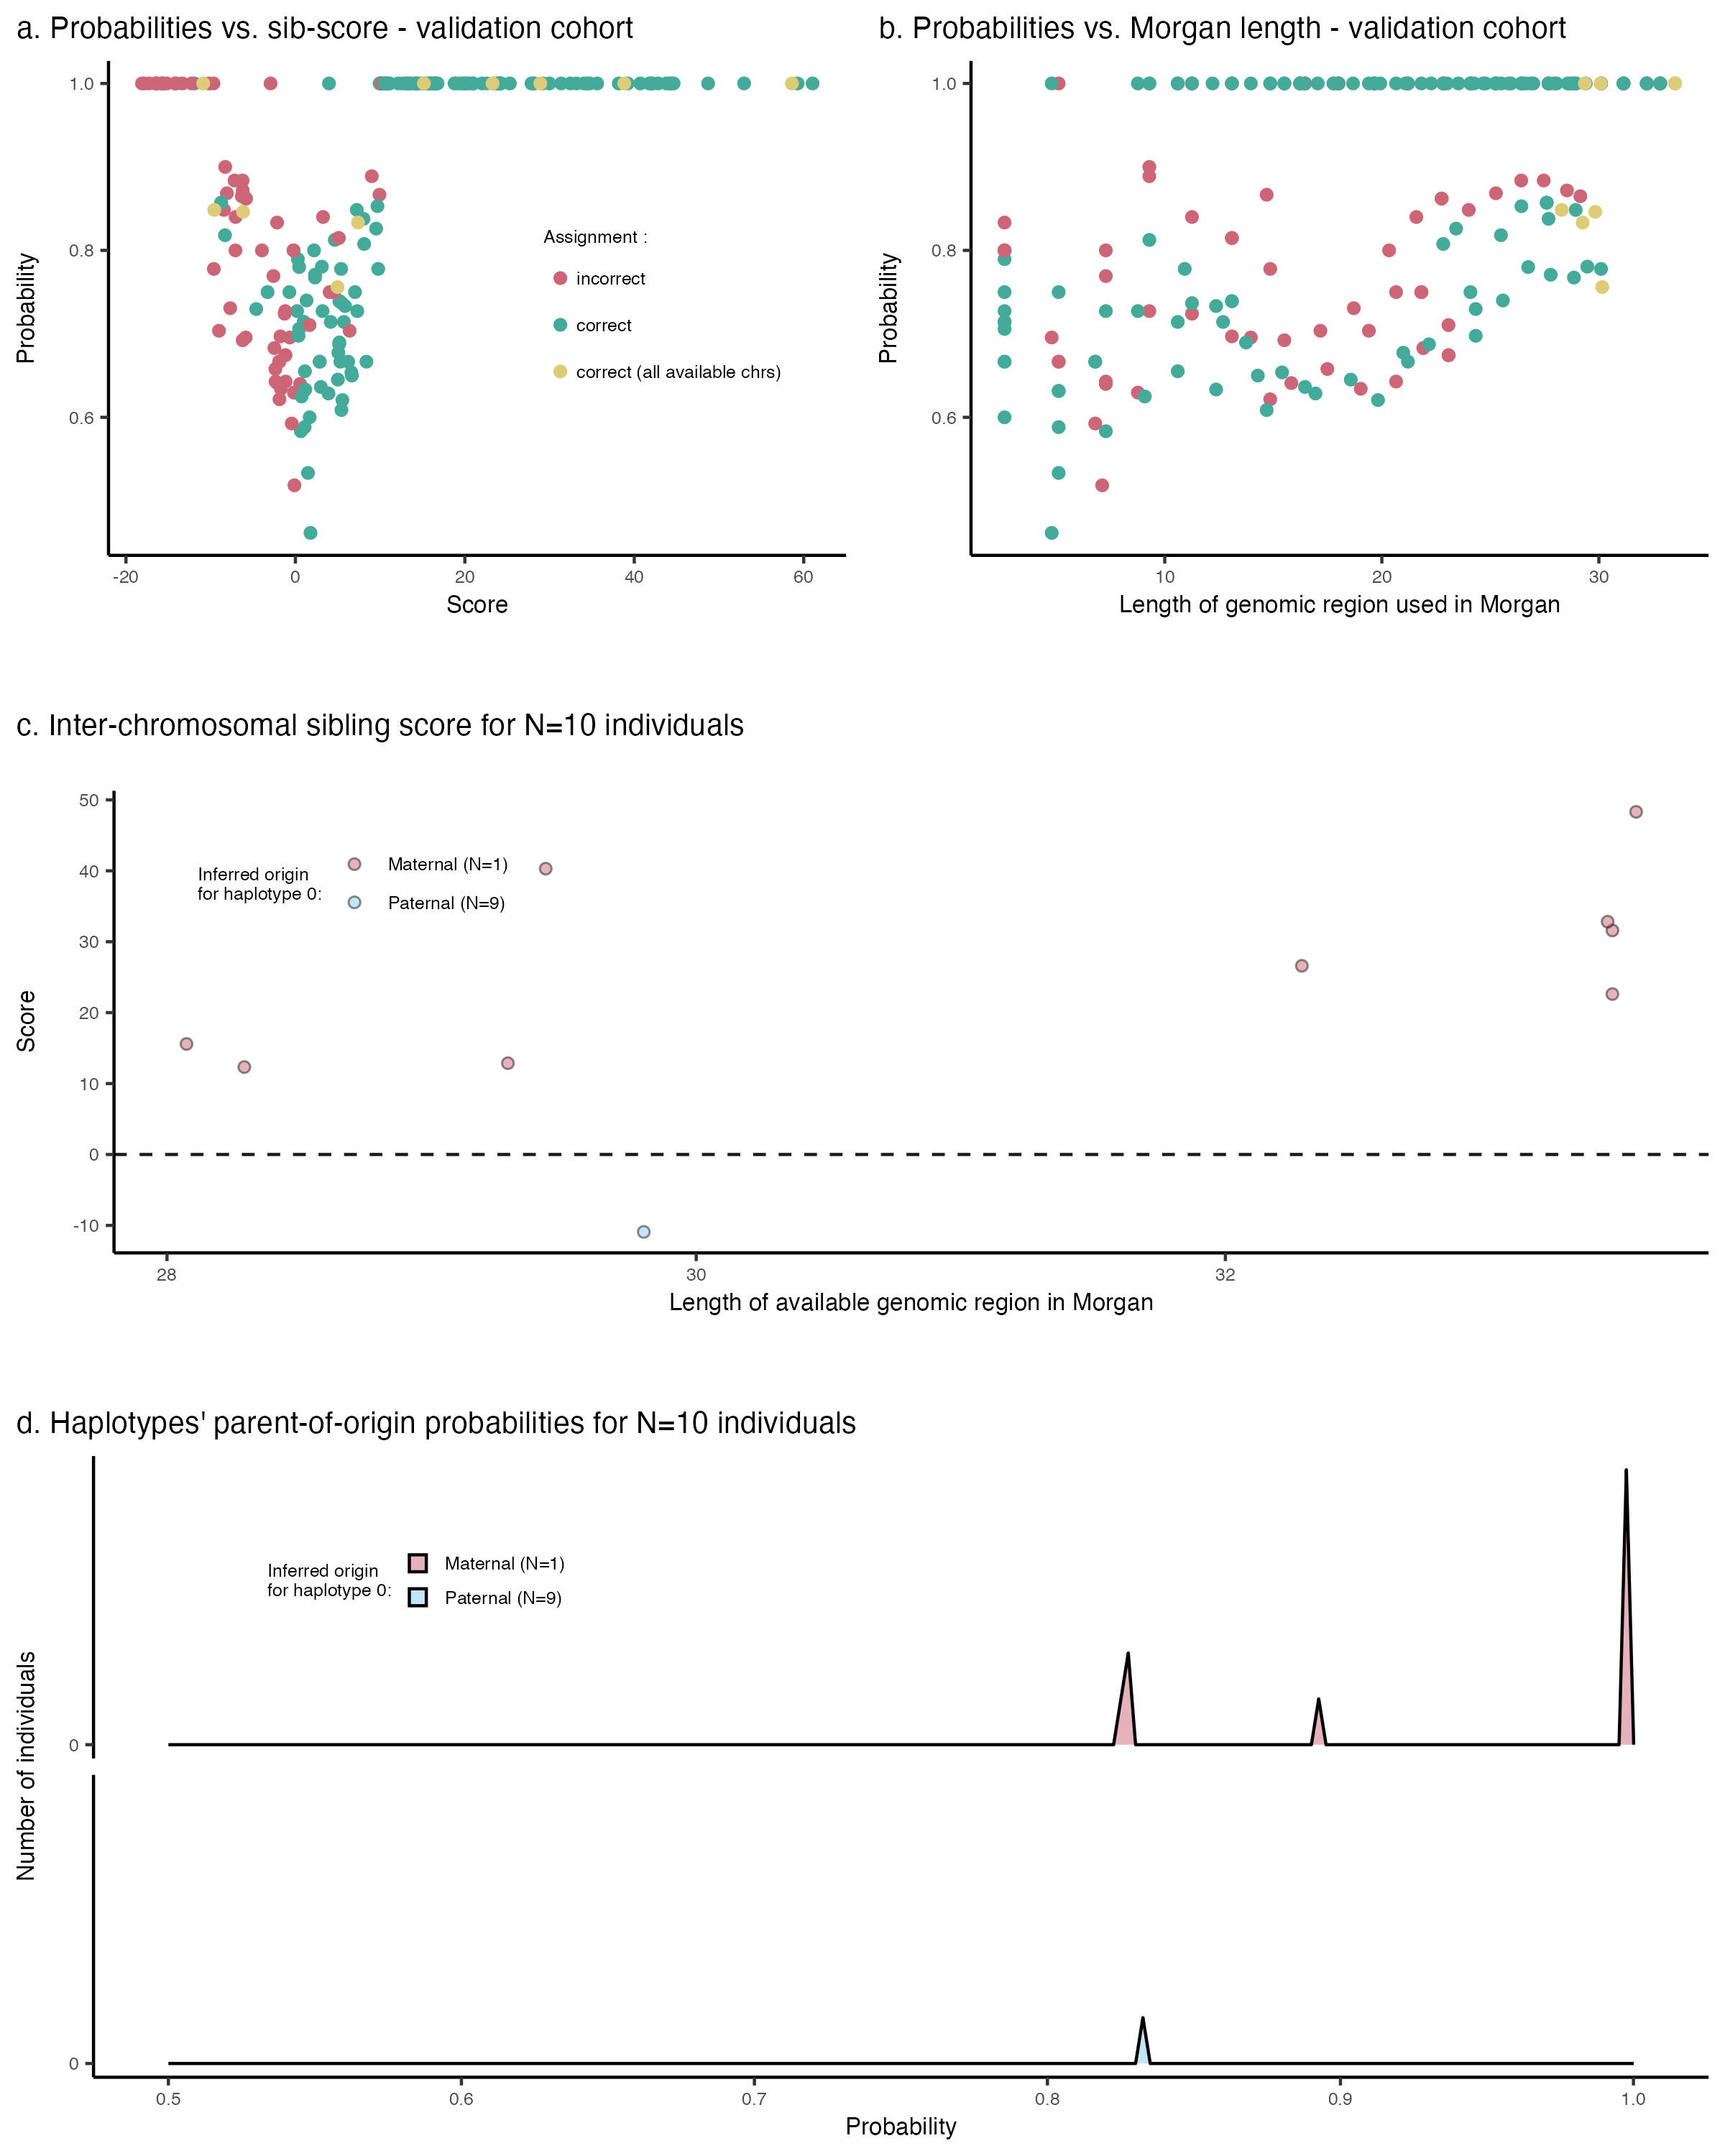 a. Probabilities vs. sib-score - validation cohort
1.0
0.8
0.6
Probability
-20
0
20
40
60
Score
Assignment :
incorrect
correct
correct (all available chrs)
b. Probabilities vs. Morgan length - validation cohort
1.0
0.8
0.6
Probability
10
20
30
Length of genomic region used in Morgan
c. Inter-chromosomal sibling score for N=10 individuals
50
40
30
20
10
0
-10
Score
Inferred origin
for haplotype 0:
Maternal (N=1)
Paternal (N=9)
28
30
32
Length of available genomic region in Morgan
d. Haplotypes' parent-of-origin probabilities for N=10 individuals
Inferred origin
for haplotype 0:
Maternal (N=1)
Paternal (N=9)
Number of individuals
0
0
0.5
0.6
0.7
0.8
0.9
1.0
Probability